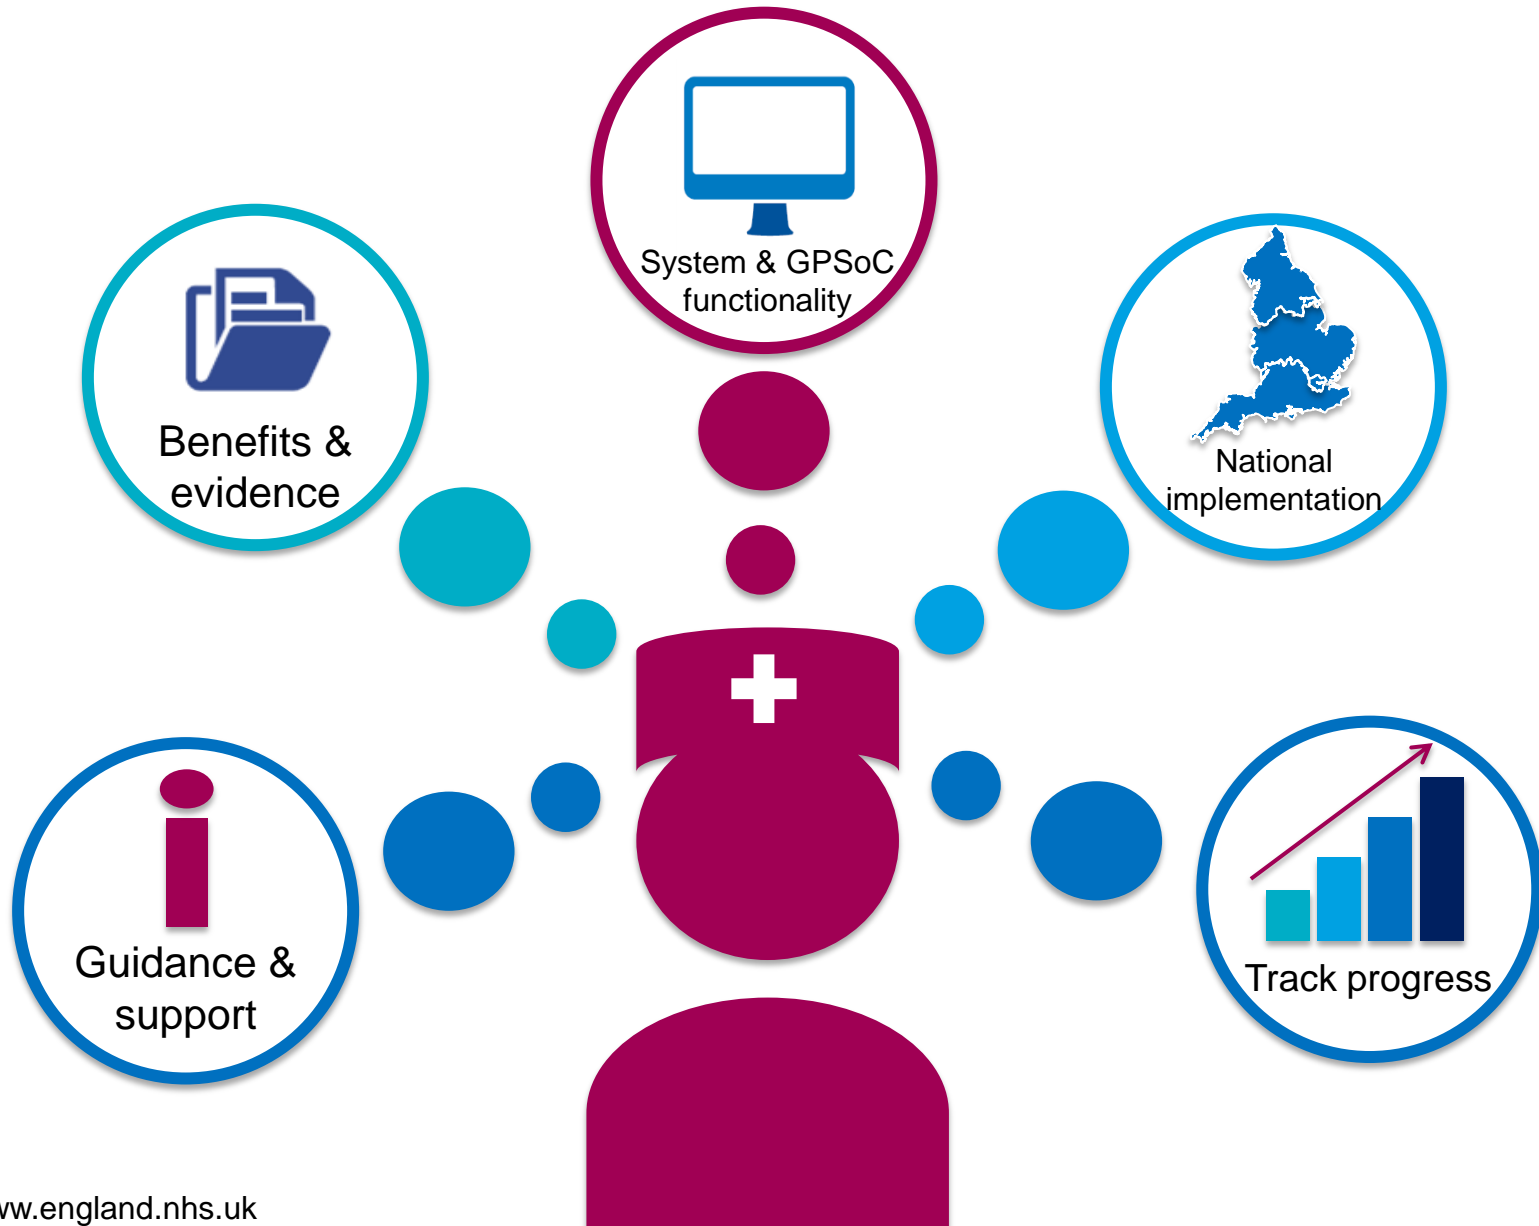 System & GPSoC
functionality
Benefits &
evidence
National
implementation
Guidance &
support
Track progress
ww.england.nhs.uk